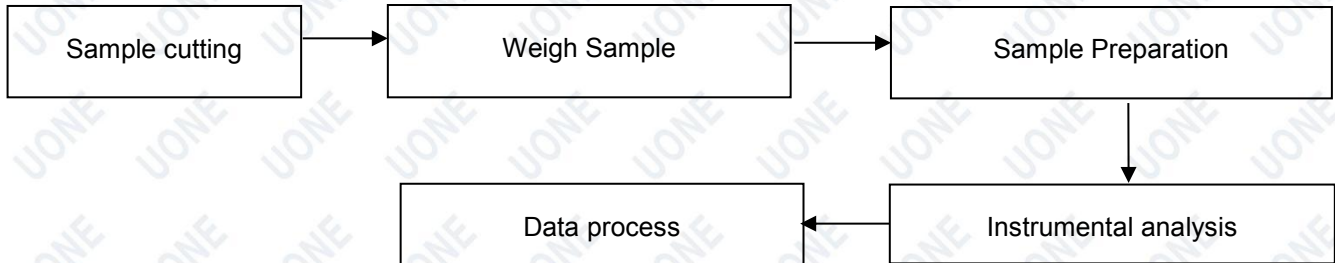 Sample cutting
Weigh Sample
Sample Preparation
Instrumental analysis
Data process
UONE